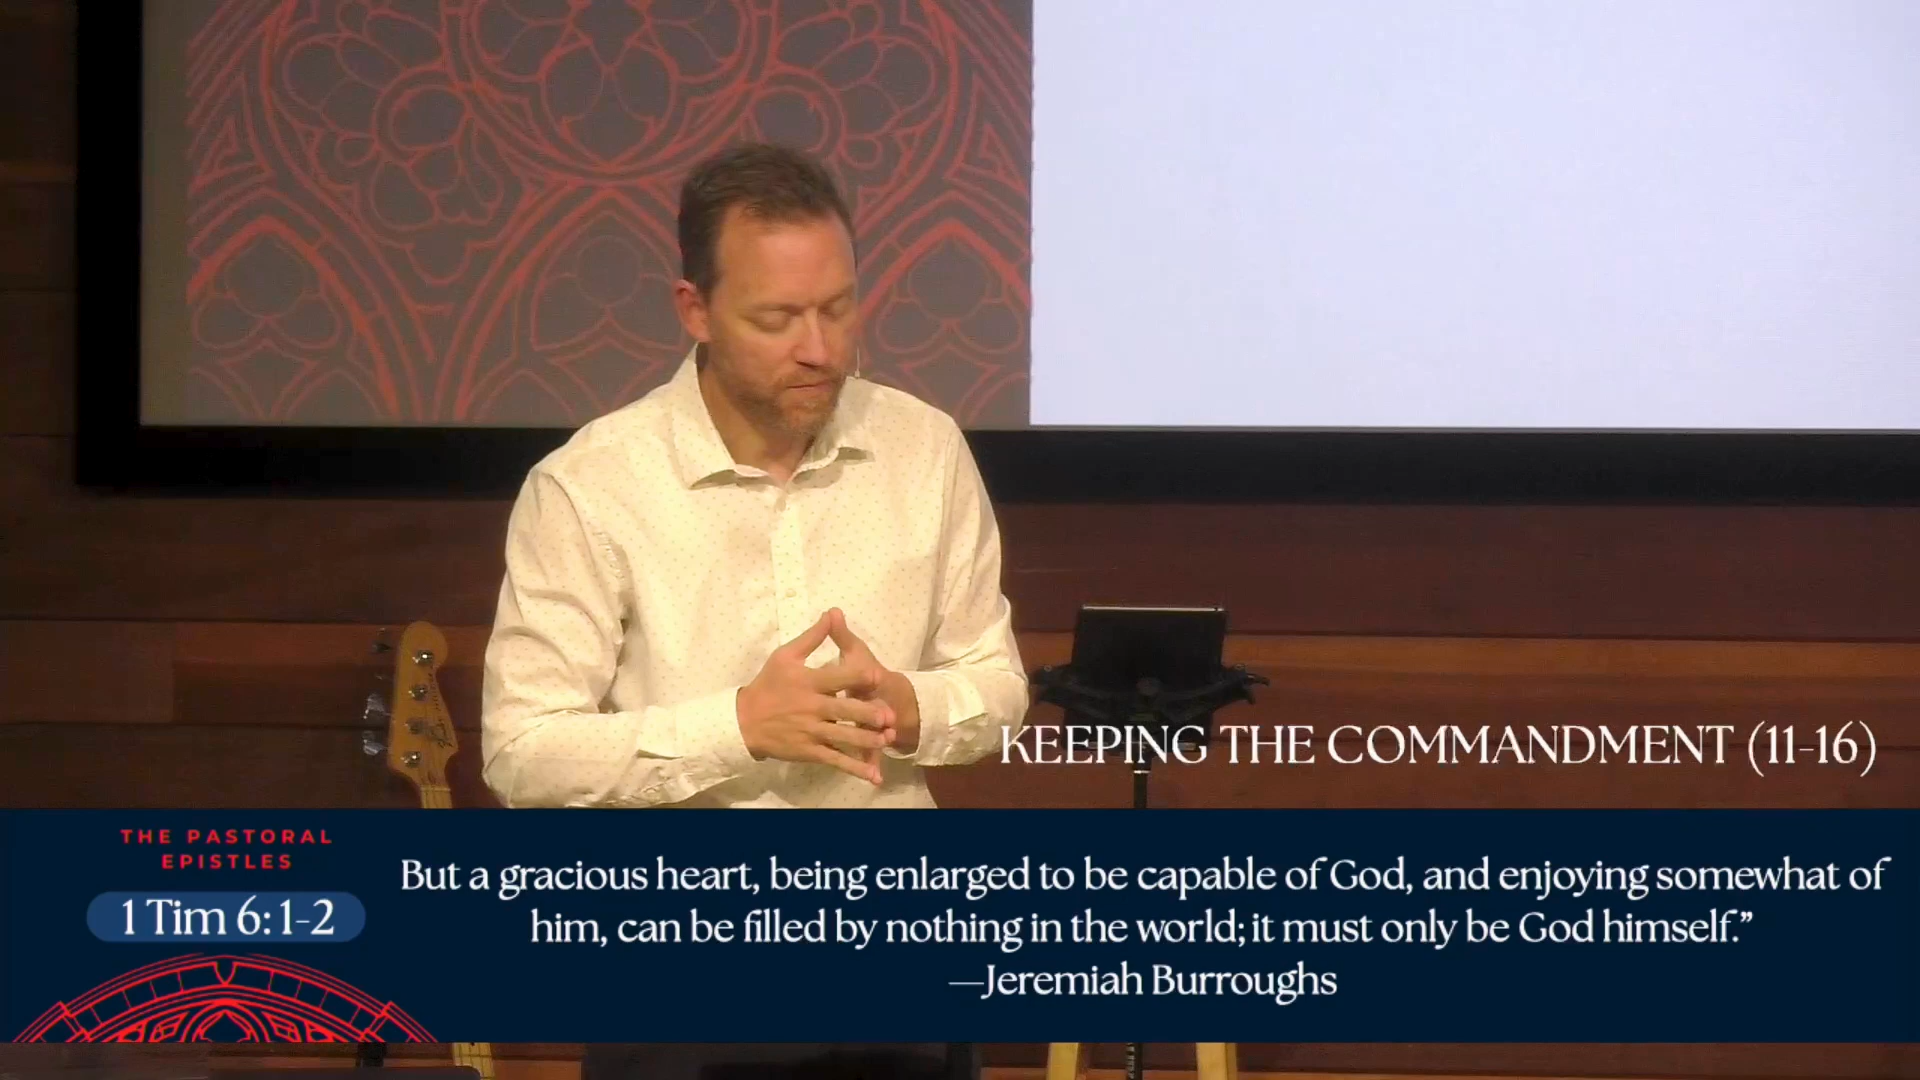 KEEPING THE COMMANDMENT (11-16)
THE PASTORAL
EPISTLES
1 Tim 6:1-2
But a gracious heart, being enlarged to be capable of God, and enjoying somewhat of
him, can be filled by nothing in the world; it must only be God himself.”
—Jeremiah Burroughs